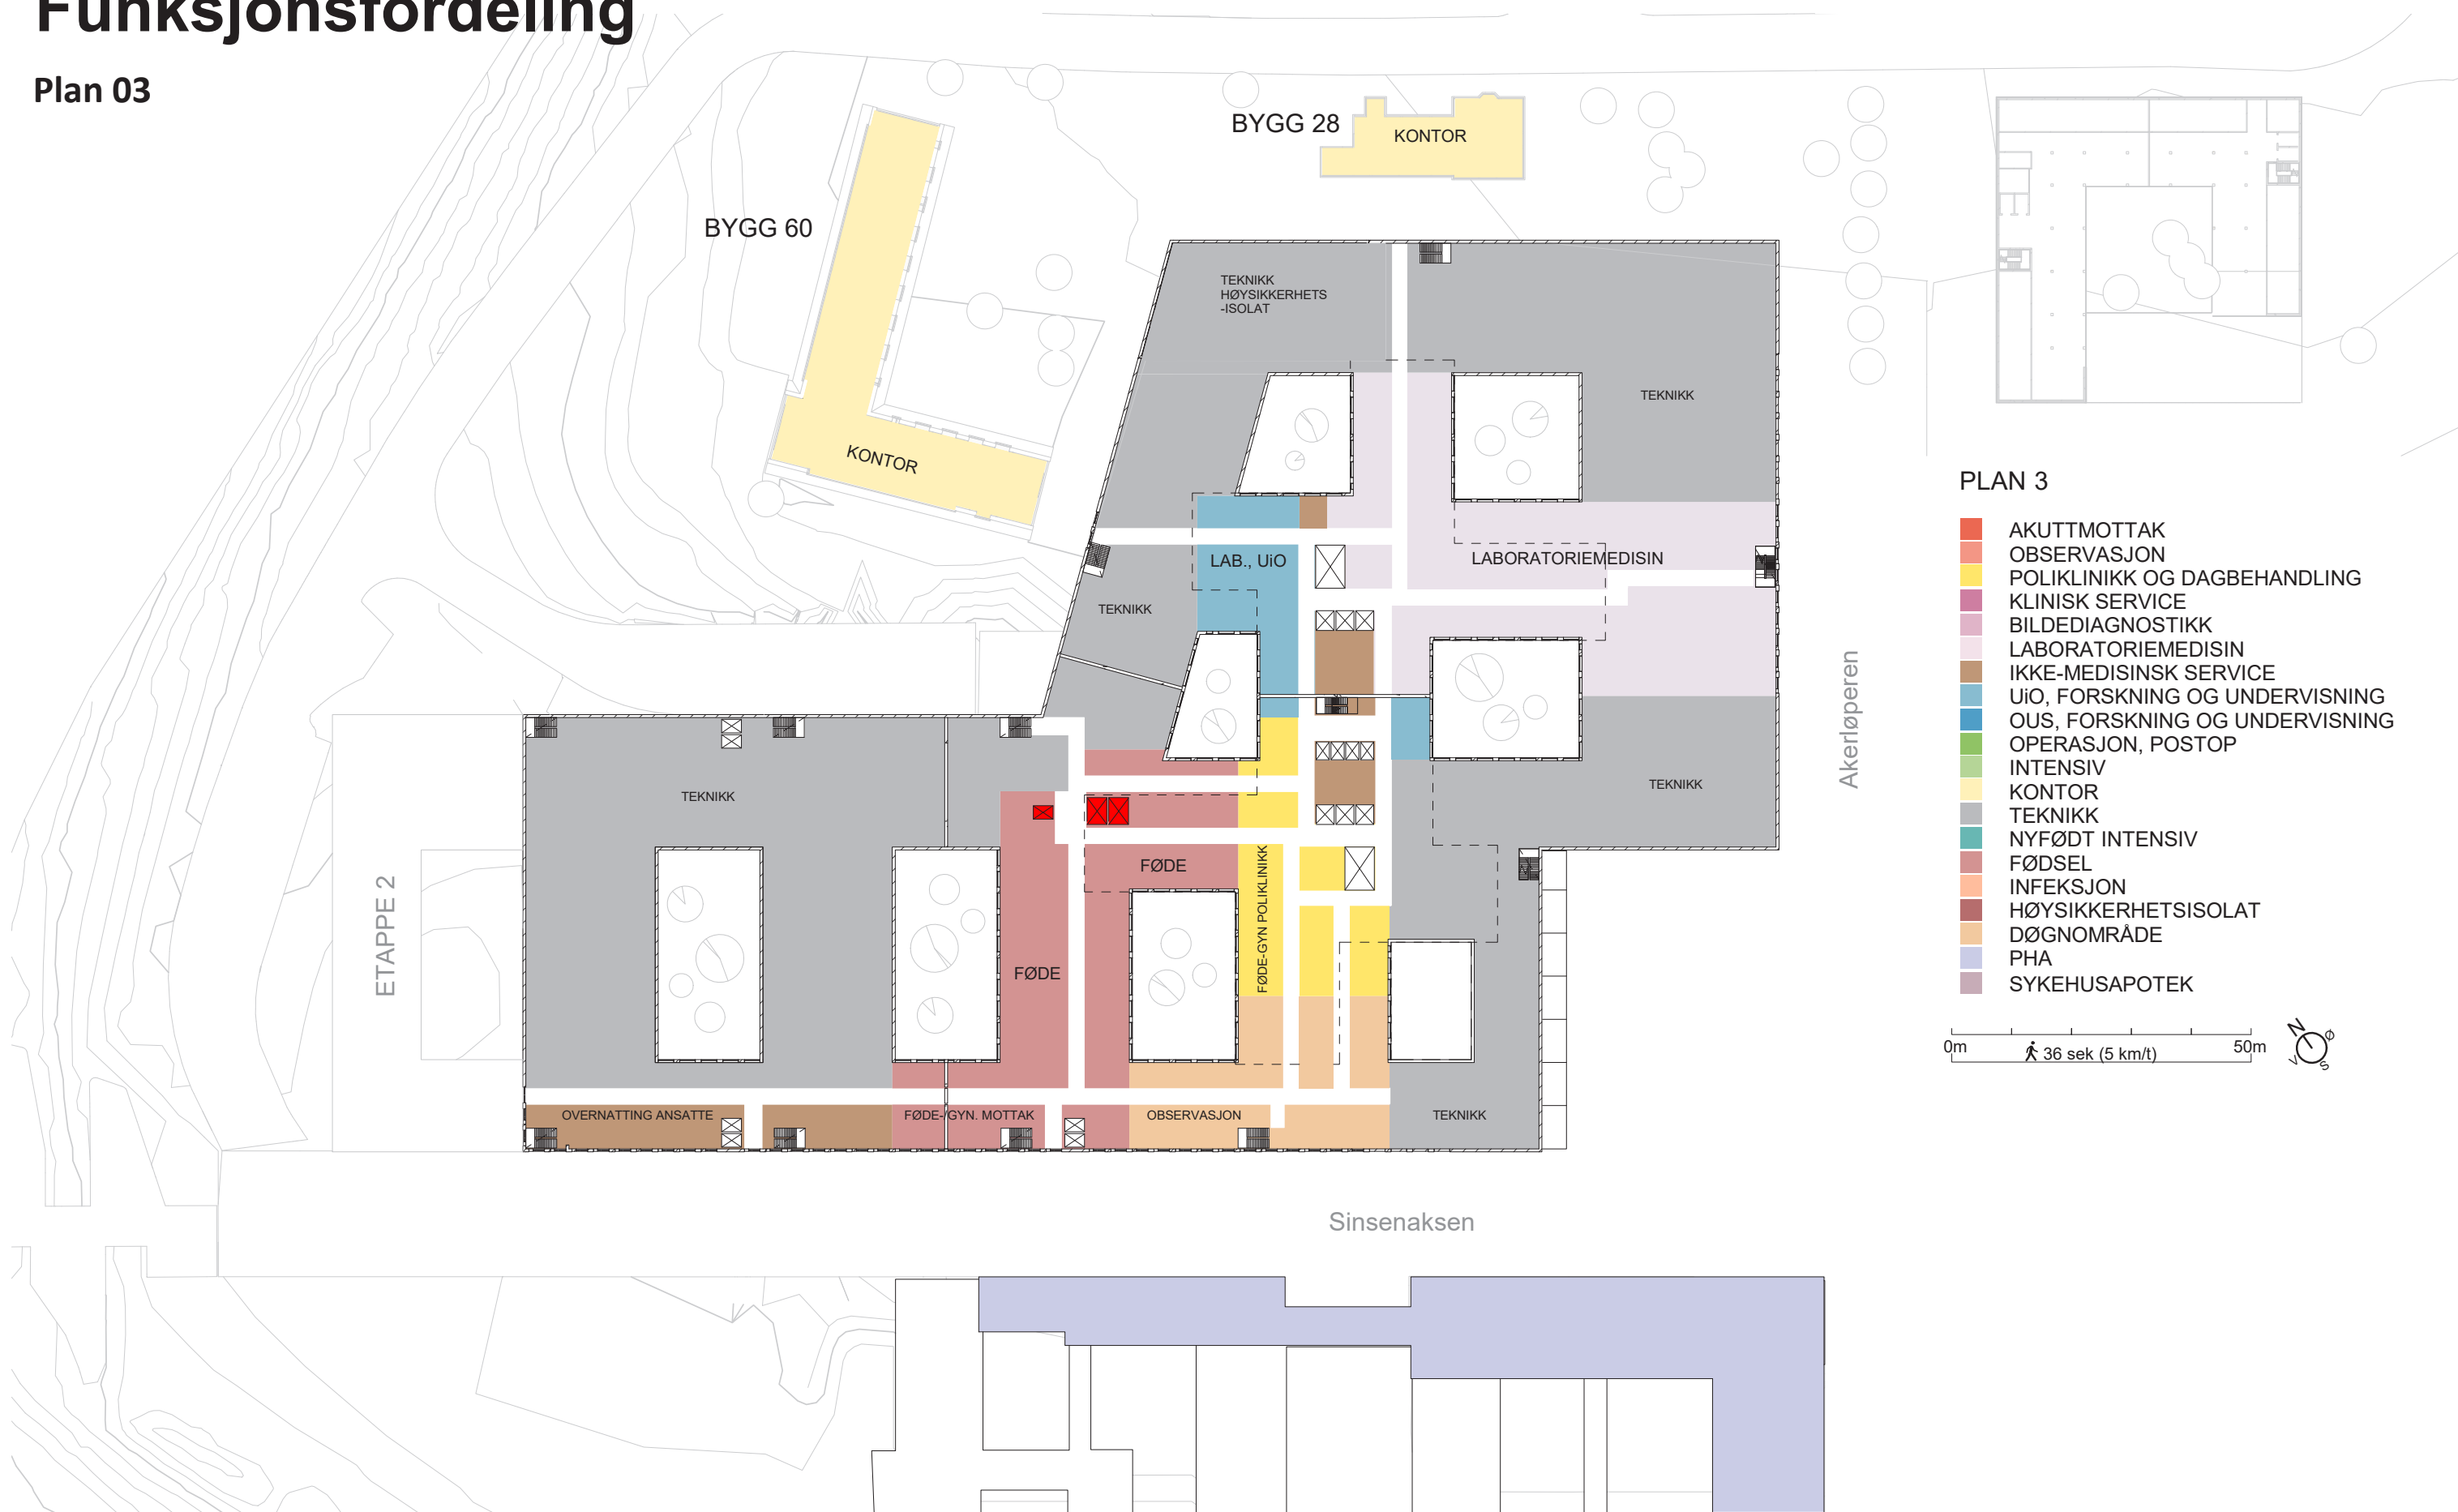 Funksjonsfordeling
Plan 03
BYGG 28
KONTOR
BYGG 60
KONTOR
TEKNIKK
HØYSIKKERHETS
-ISOLAT
TEKNIKK
LAB., UiO
LABORATORIEMEDISIN
TEKNIKK
TEKNIKK
TEKNIKK
FØDE
FØDE
FØDE-GYN POLIKLINIKK
OVERNATTING ANSATTE
FØDE-/GYN. MOTTAK
OBSERVASJON
TEKNIKK
ETAPPE 2
Akerløperen
Sinsenaksen
PLAN 3
AKUTTMOTTAK
OBSERVASJON
POLIKLINIKK OG DAGBEHANDLING
KLINISK SERVICE
BILDEDIAGNOSTIKK
LABORATORIEMEDISIN
IKKE-MEDISINSK SERVICE
UiO, FORSKNING OG UNDERVISNING
OUS, FORSKNING OG UNDERVISNING
OPERASJON, POSTOP
INTENSIV
KONTOR
TEKNIKK
NYFØDT INTENSIV
FØDSEL
INFEKSJON
HØYSIKKERHETSISOLAT
DØGNOMRÅDE
PHA
SYKEHUSAPOTEK
0m
36 sek (5 km/t)
50m
N
Ø
V
S